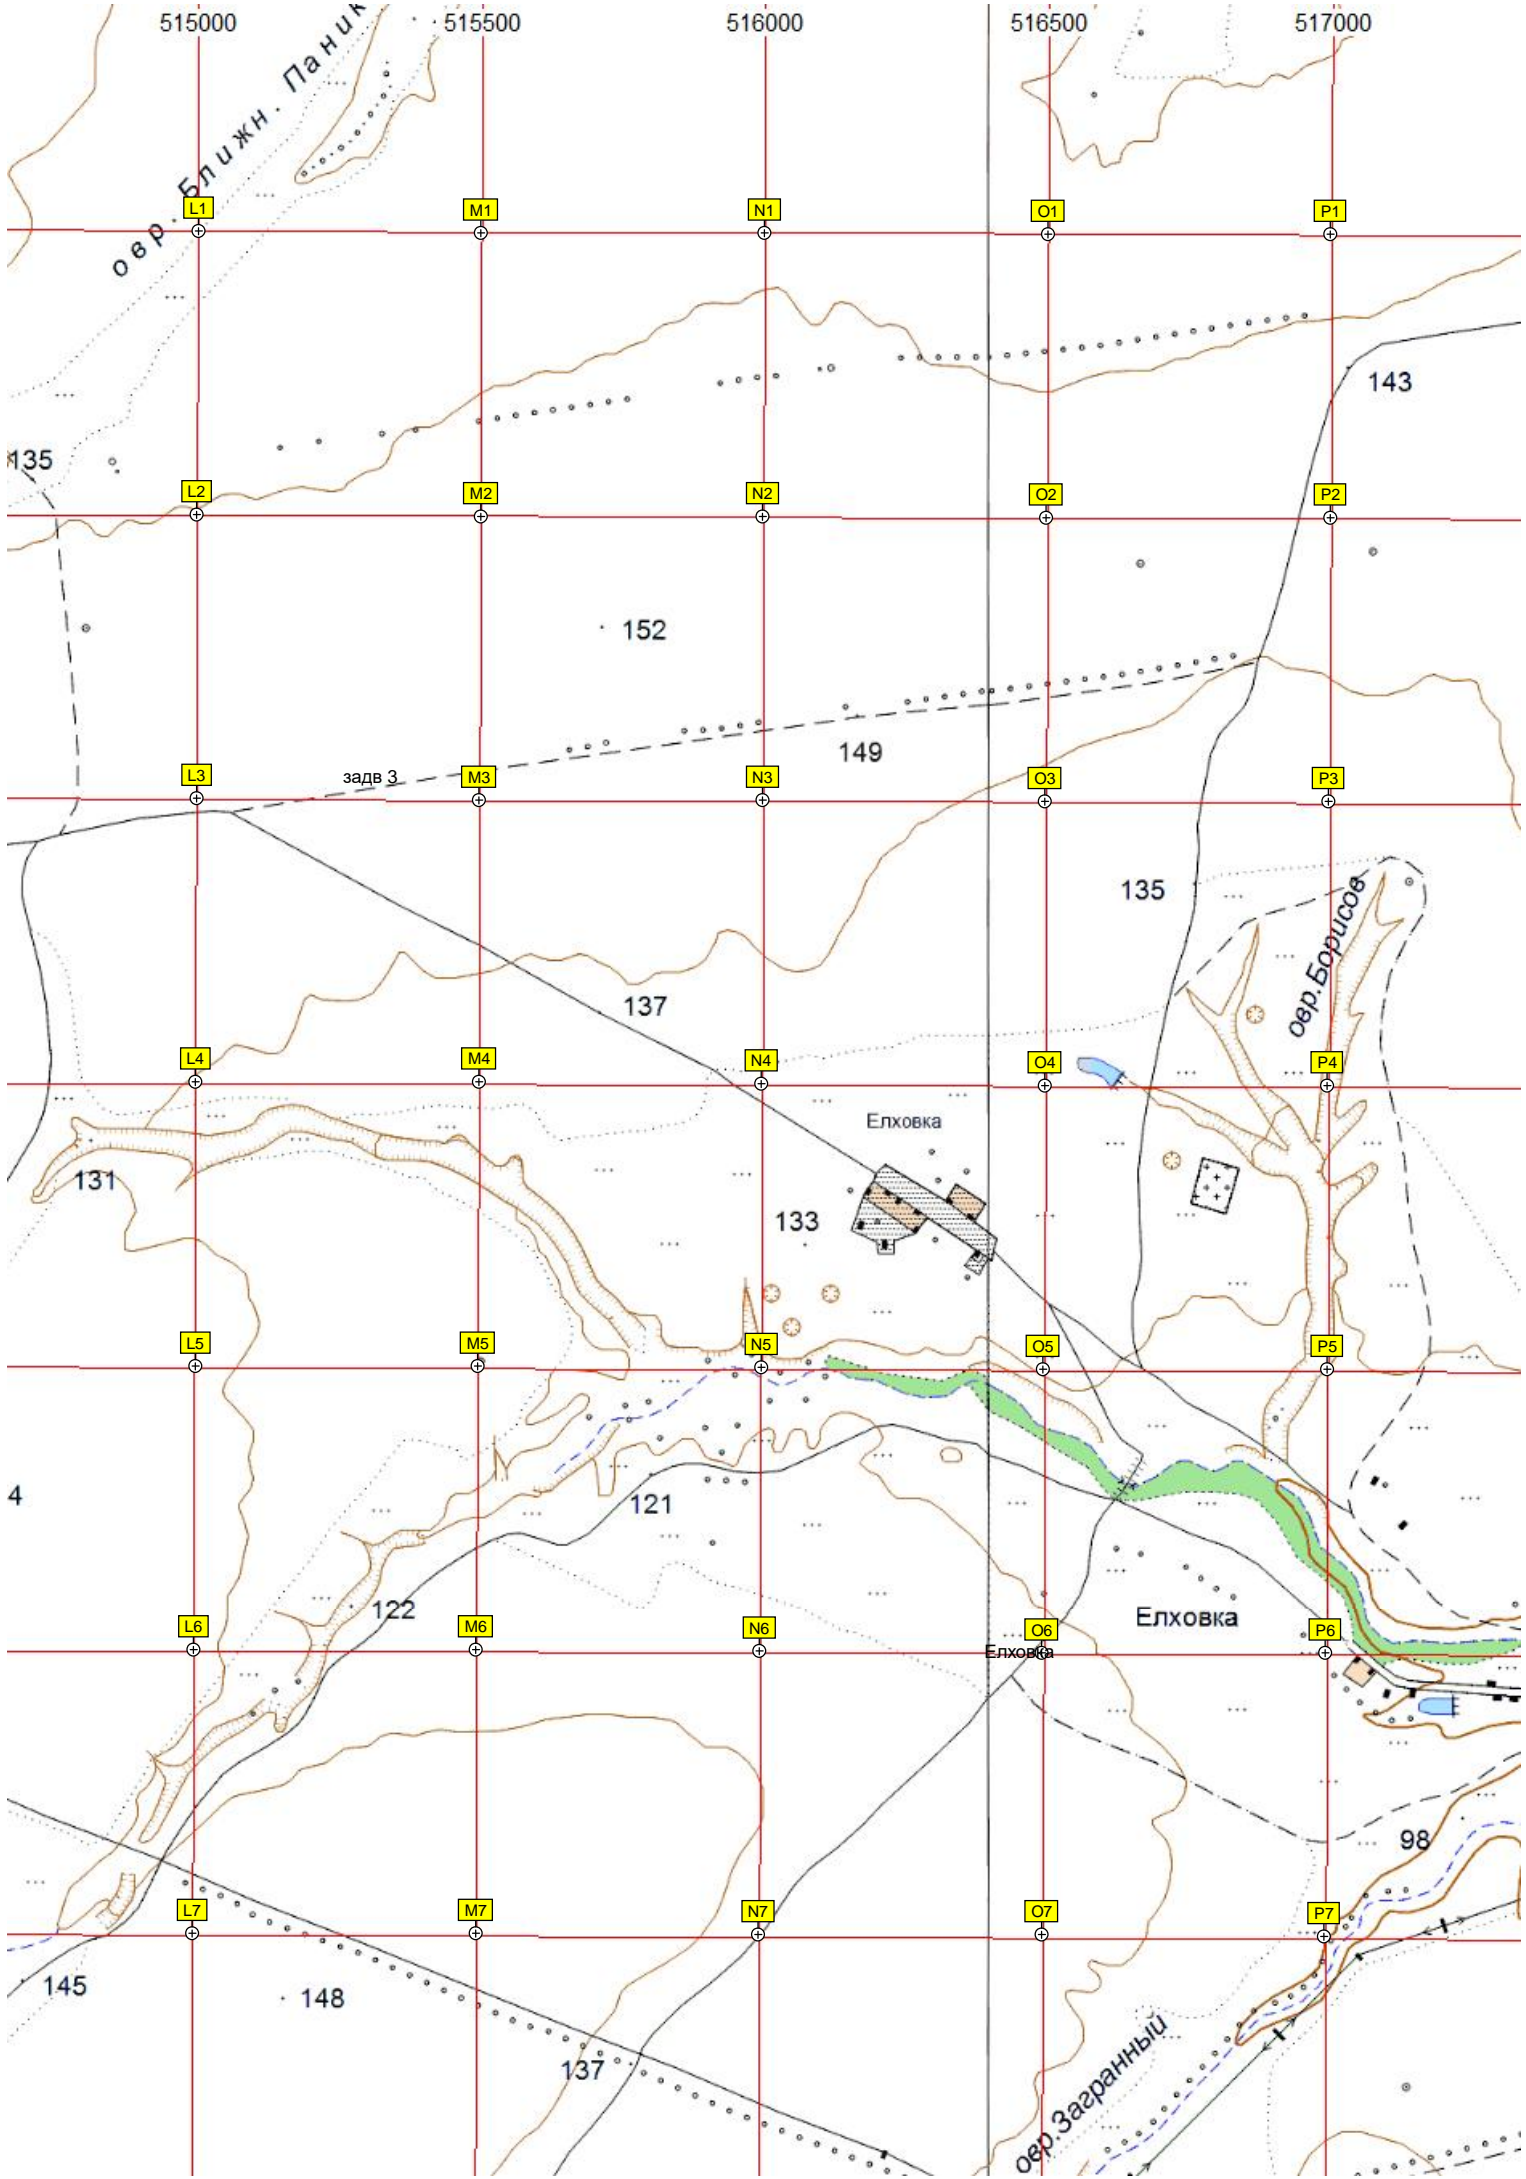 515000 515500 516000 516500 517000
овр. Ближн. Паник
L1 M1 N1 O1 P1
143
135
L2 M2 N2 O2 P2
152
149
задв 3
L3 M3 N3 O3 P3
135
овр.Борисов
137
L4 M4 N4 O4 P4
Елховка
131
133
L5 M5 N5 O5 P5
4
121
122
Елховка
L6 M6 N6 O6 P6
Елховка
98
L7 M7 N7 O7 P7
145
148
137
овр.Загранный